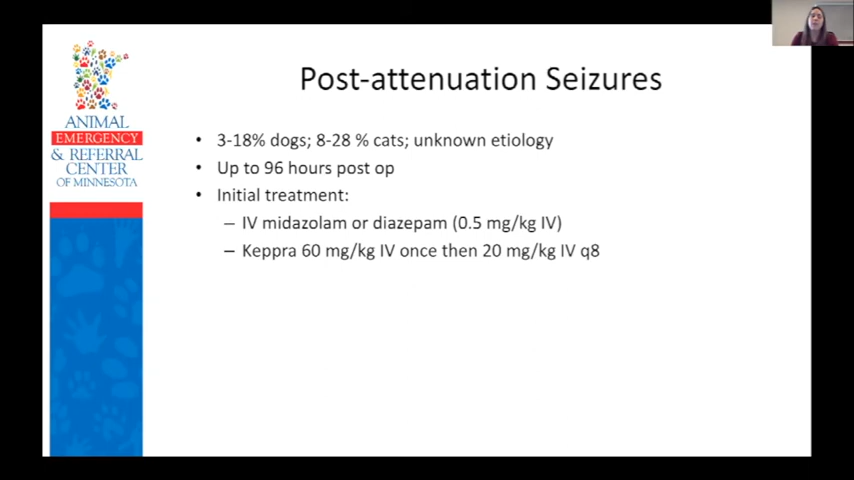 Post-attenuation Seizures
ANIMAL
EMERGENCY
& REFERRAL
CENTER
OF MINNESOTA
• 3-18% dogs; 8-28 % cats; unknown etiology
• Up to 96 hours post op
• Initial treatment:
– IV midazolam or diazepam (0.5 mg/kg IV)
– Keppra 60 mg/kg IV once then 20 mg/kg IV q8